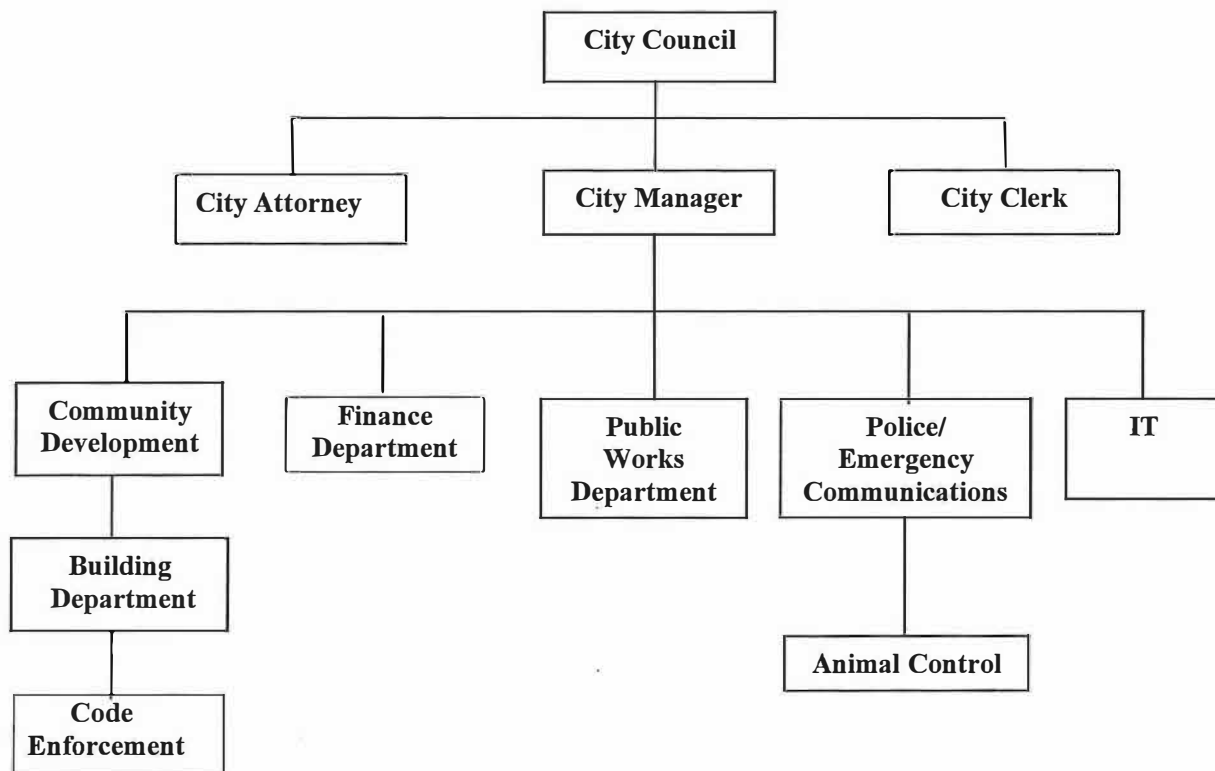 City Council
City Attorney
City Manager
City Clerk
Community
Development
Finance
Department
Public
Works
Department
Police/
Emergency
Communications
IT
Building
Department
Animal Control
Code
Enforcement